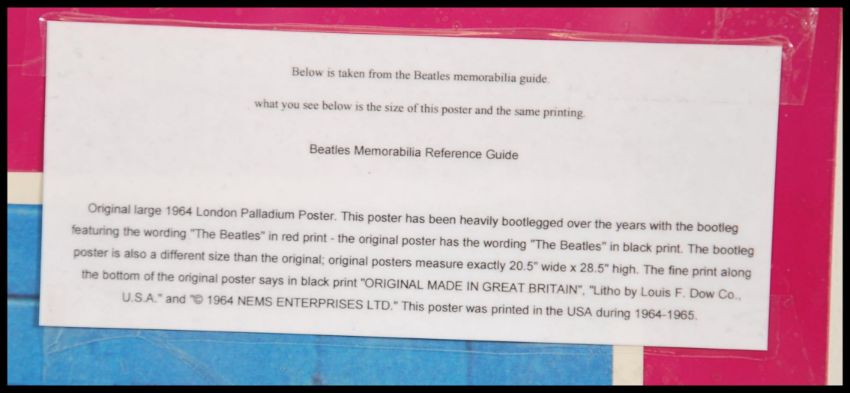 Below is taken from the Beatles memorabilia guide.
what you see below is the size of this poster and the same printing.
Beatles Memorabilia Reference Guide
Original large 1964 London Palladium Poster. This poster has been heavily bootlegged over the years with the bootleg
featuring the wording "The Beatles" in red print - the original poster has the wording "The Beatles" in black print. The bootleg
poster is also a different size than the original; original posters measure exactly 20.5" wide x 28.5" high. The fine print along
the bottom of the original poster says in black print "ORIGINAL MADE IN GREAT BRITAIN", "Litho by Louis F. Dow Co.,
U.S.A." and "© 1964 NEMS ENTERPRISES LTD." This poster was printed in the USA during 1964-1965.